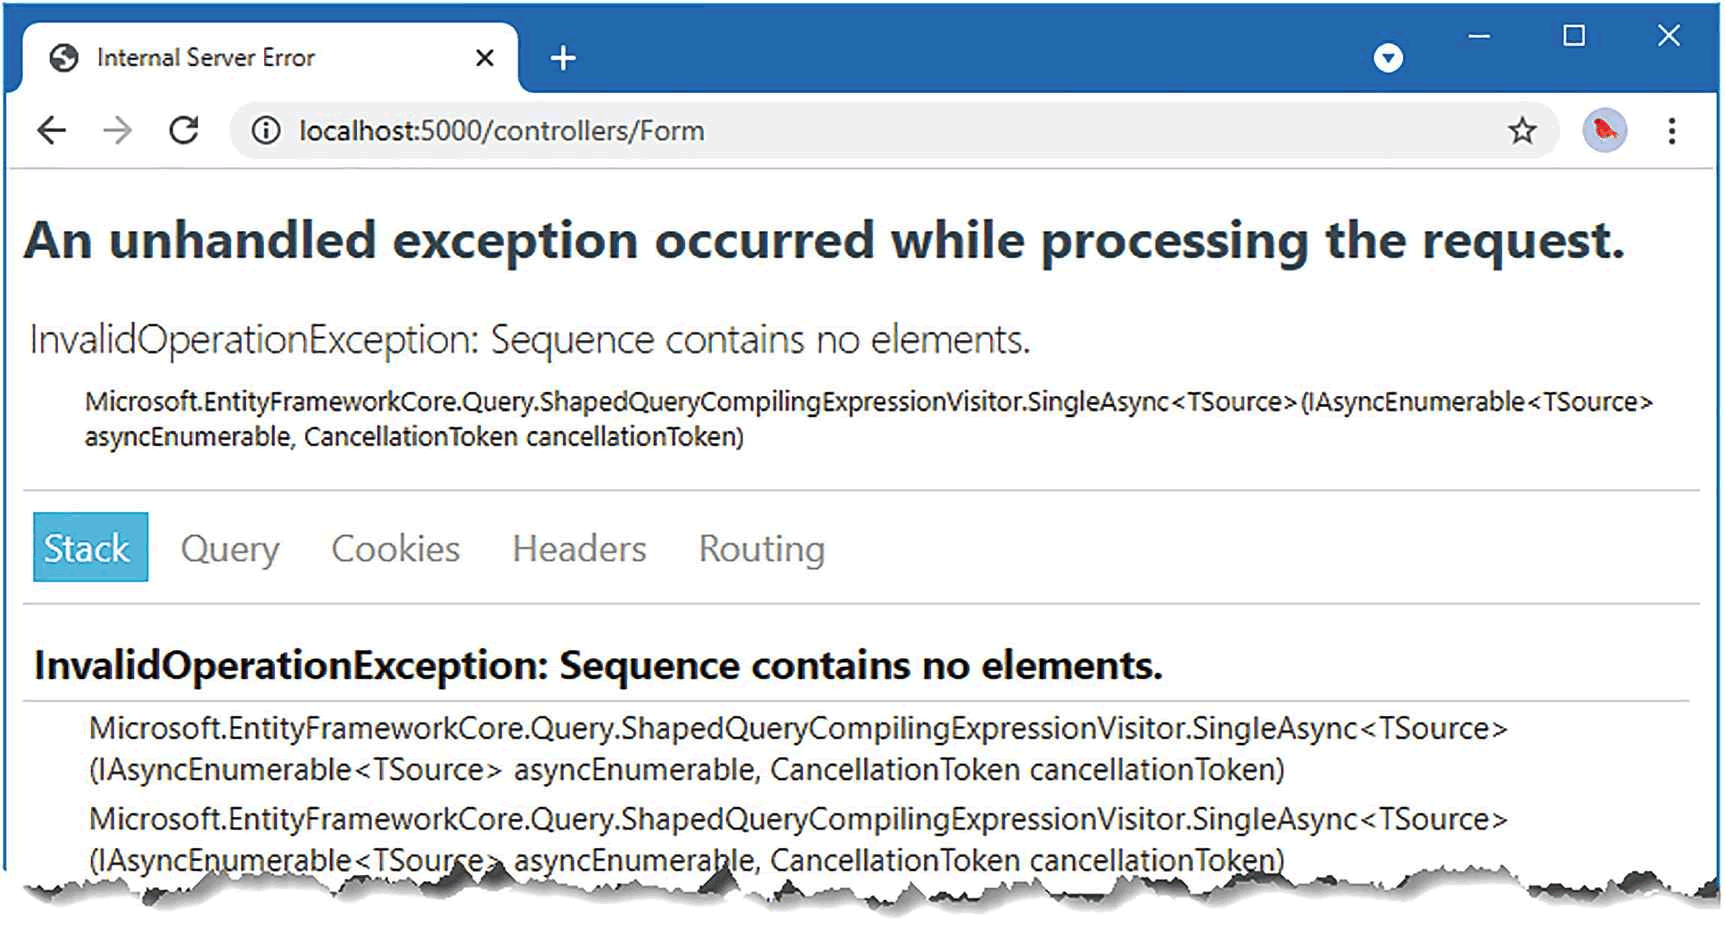 Internal Server Error
localhost:5000/controllers/Form
An unhandled exception occurred while processing the request.
InvalidOperationException: Sequence contains no elements.
Microsoft.EntityFrameworkCore.Query.ShapedQueryCompilingExpressionVisitor.SingleAsync<TSource>(IAsyncEnumerable<TSource>
asyncEnumerable, CancellationToken cancellationToken)
Stack Query Cookies Headers Routing
InvalidOperationException: Sequence contains no elements.
Microsoft.EntityFrameworkCore.Query.ShapedQueryCompilingExpressionVisitor.SingleAsync<TSource>
(IAsyncEnumerable<TSource> asyncEnumerable, CancellationToken cancellationToken)
Microsoft.EntityFrameworkCore.Query.ShapedQueryCompilingExpressionVisitor.SingleAsync<TSource>
(IAsyncEnumerable<TSource> asyncEnumerable, CancellationToken cancellationToken)